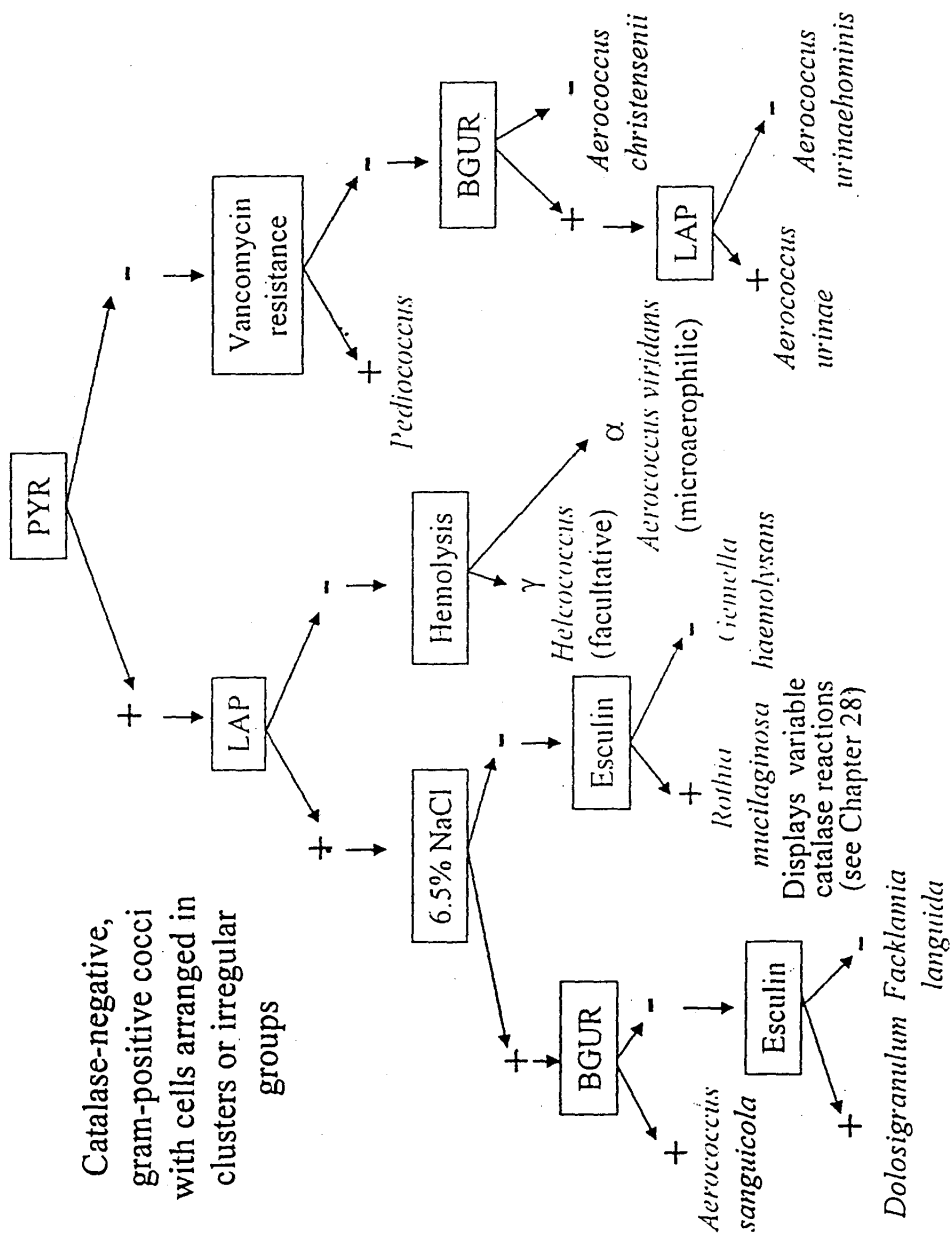 Catalase-negative,
gram-positive cocci
with cells arranged in
clusters or irregular
groups
PYR
+
-
LAP
+
-
Vancomycin
resistance
+
-
Pediococcus
6.5% NaCl
+
-
Hemolysis
γ
α
Helcococcus
(facultative)
Aerococcus viridans
(microaerophilic)
BGUR
+
-
Aerococcus
christensenii
LAP
+
-
Aerococcus
urinae
Aerococcus
urinaehominis
BGUR
+
-
Aerococcus
sanguicola
Esculin
+
-
Rothia
mucilaginosa
Displays variable
catalase reactions
(see Chapter 28)
Gemella
haemolysans
Esculin
+
-
Dolosigranulum
Facklamia
languida